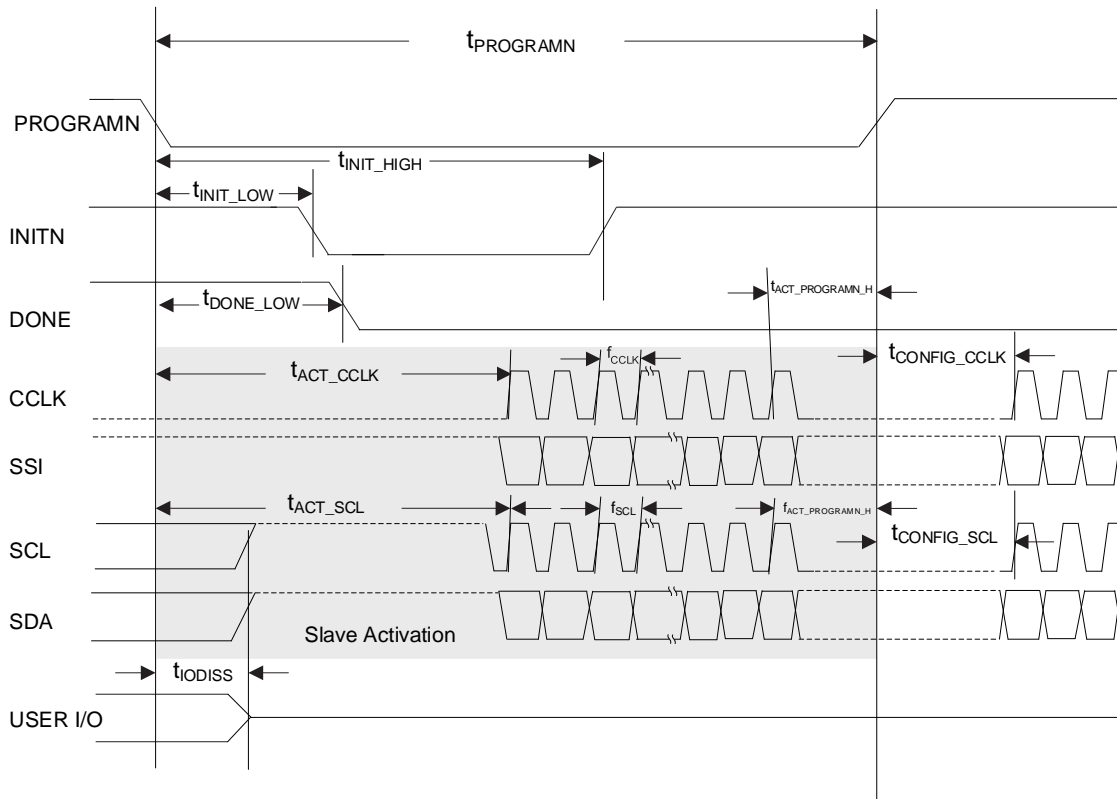 tPROGRAMN
PROGRAMN
tINIT_HIGH
tINIT_LOW
INITN
tDONE_LOW
tACT_PROGRAMN_H
DONE
tACT_CCLK
fCCLK
tCONFIG_CCLK
CCLK
SSI
tACT_SCL
fSCL
fACT_PROGRAMN_H
tCONFIG_SCL
SCL
SDA
Slave Activation
tIODISS
USER I/O